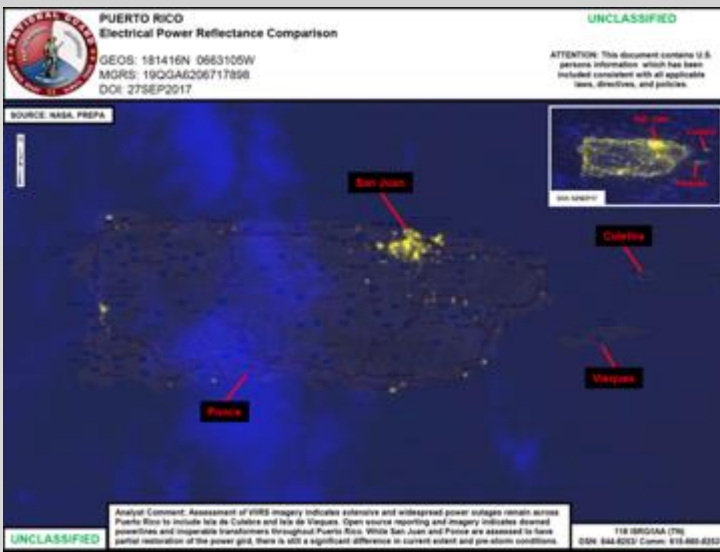 PUERTO RICO
Electrical Power Reflectance Comparison
GEOS: 181416N 0663105W
MGRS: 19QGA6206717898
DOI: 27SEP2017
UNCLASSIFIED
ATTENTION: This document contains U.S.
persons information which has been
included consistent with all applicable
laws, directives, and policies.
SOURCE: NASA, PREPA
San Juan
San Juan
Culebra
Vieques
Ponce
Analyst Comment: Assessment of VIIRS imagery indicates extensive and widespread power outages remain across
Puerto Rico to include Isla de Culebra and Isla de Vieques. Open source reporting and imagery indicates downed
powerlines and inoperable transformers throughout Puerto Rico. While San Juan and Ponce are assessed to have
partial restoration of the power grid, there is still a significant difference in current extent and pre-storm conditions.
UNCLASSIFIED